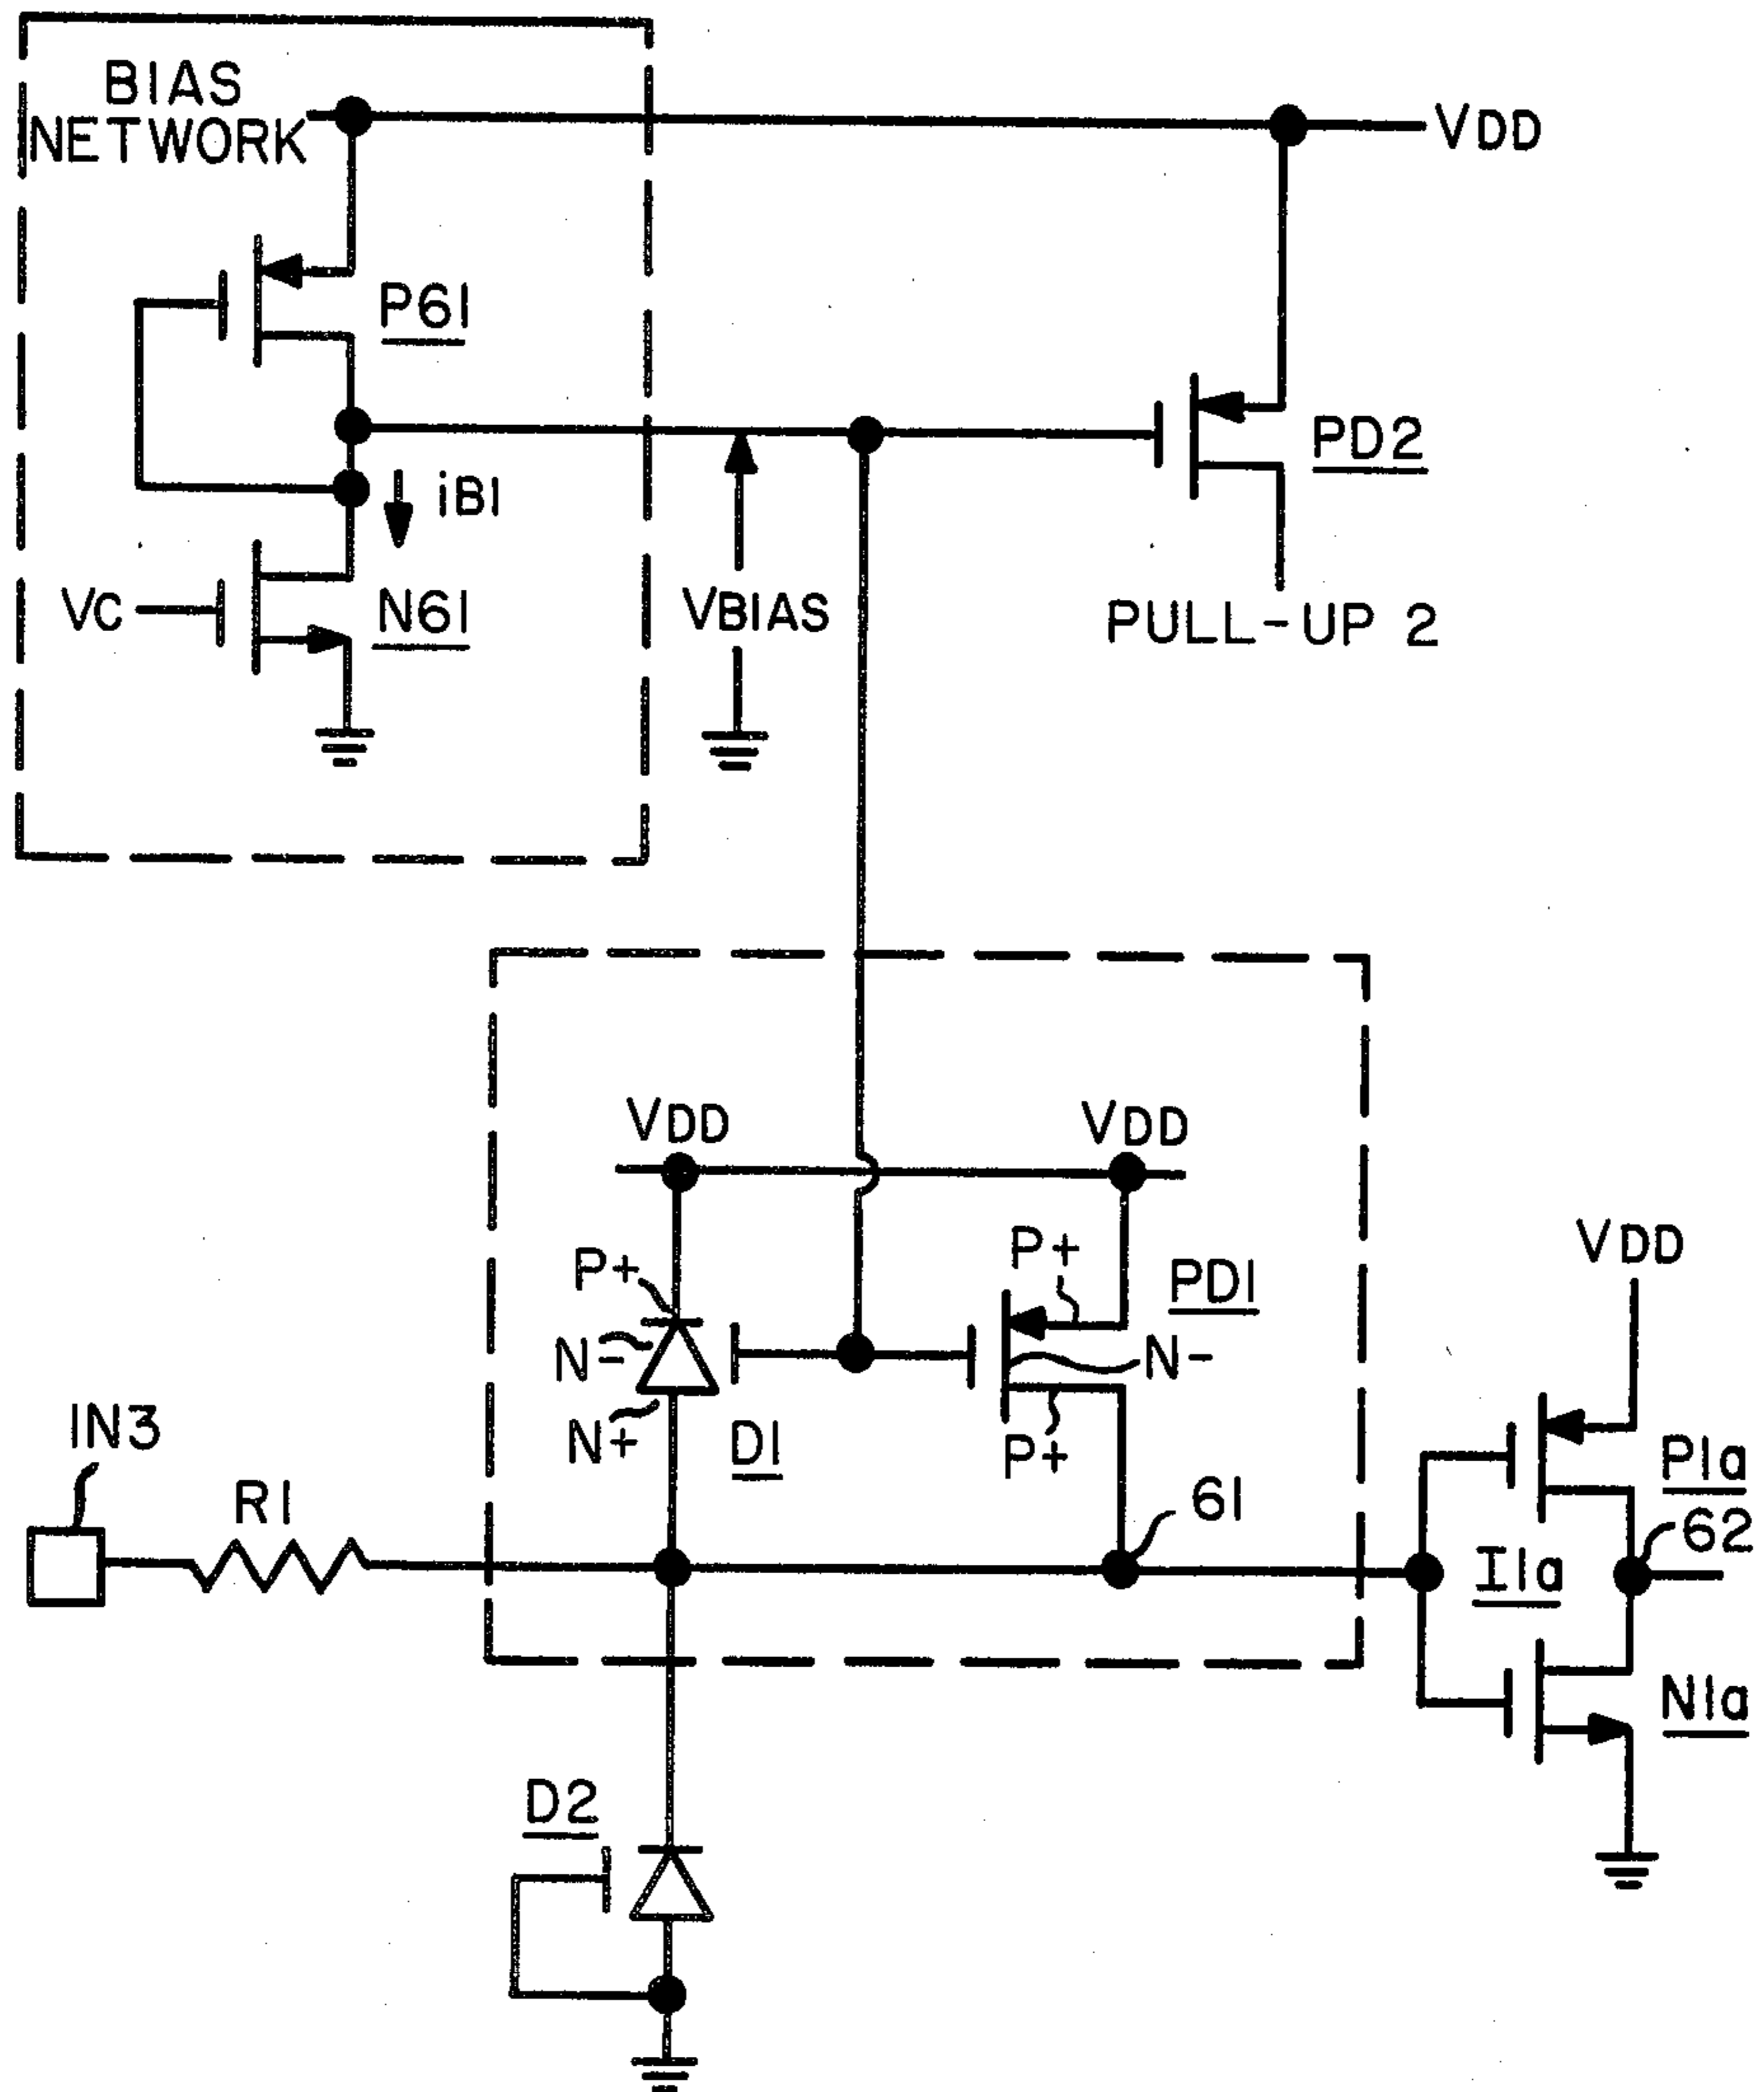 BIAS
NETWORK
VDD
P61
PD2
iB1
VC
N61
VBIAS
PULL-UP 2
VDD
VDD
P+
P+
PD1
VDD
N-
N-
IN3
N+
D1
P+
P1a
R1
61
62
I1a
N1a
D2